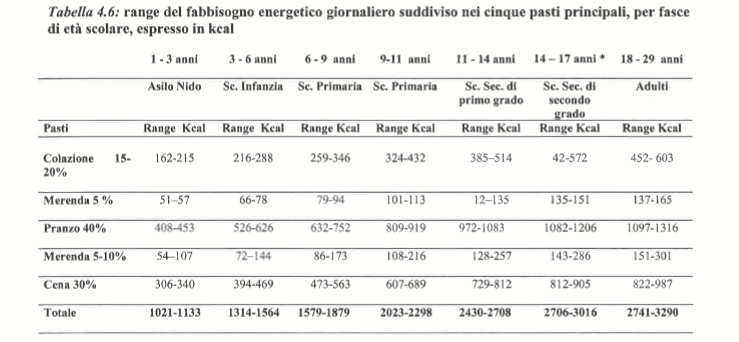 Tabella 4.6: range del fabbisogno energetico giornaliero suddiviso nei cinque pasti principali, per fasce
di età scolare, espresso in kcal
1 - 3 anni 3 - 6 anni 6 - 9 anni 9-11 anni 11 - 14 anni 14 – 17 anni * 18 - 29 anni
Asilo Nido Sc. Infanzia Sc. Primaria Sc. Primaria Sc. Sec. di Sc. Sec. di Adulti
primo grado secondo
grado
Pasti Range Kcal Range Kcal Range Kcal Range Kcal Range Kcal Range Kcal Range Kcal
Colazione 15- 162-215 216-288 259-346 324-432 385–514 42-572 452- 603
20%
Merenda 5 % 51–57 66-78 79-94 101-113 12–135 135-151 137-165
Pranzo 40% 408-453 526-626 632-752 809-919 972-1083 1082-1206 1097-1316
Merenda 5-10% 54–107 72–144 86-173 108-216 128-257 143-286 151-301
Cena 30% 306-340 394-469 473-563 607-689 729-812 812-905 822-987
Totale 1021-1133 1314-1564 1579-1879 2023-2298 2430-2708 2706-3016 2741-3290